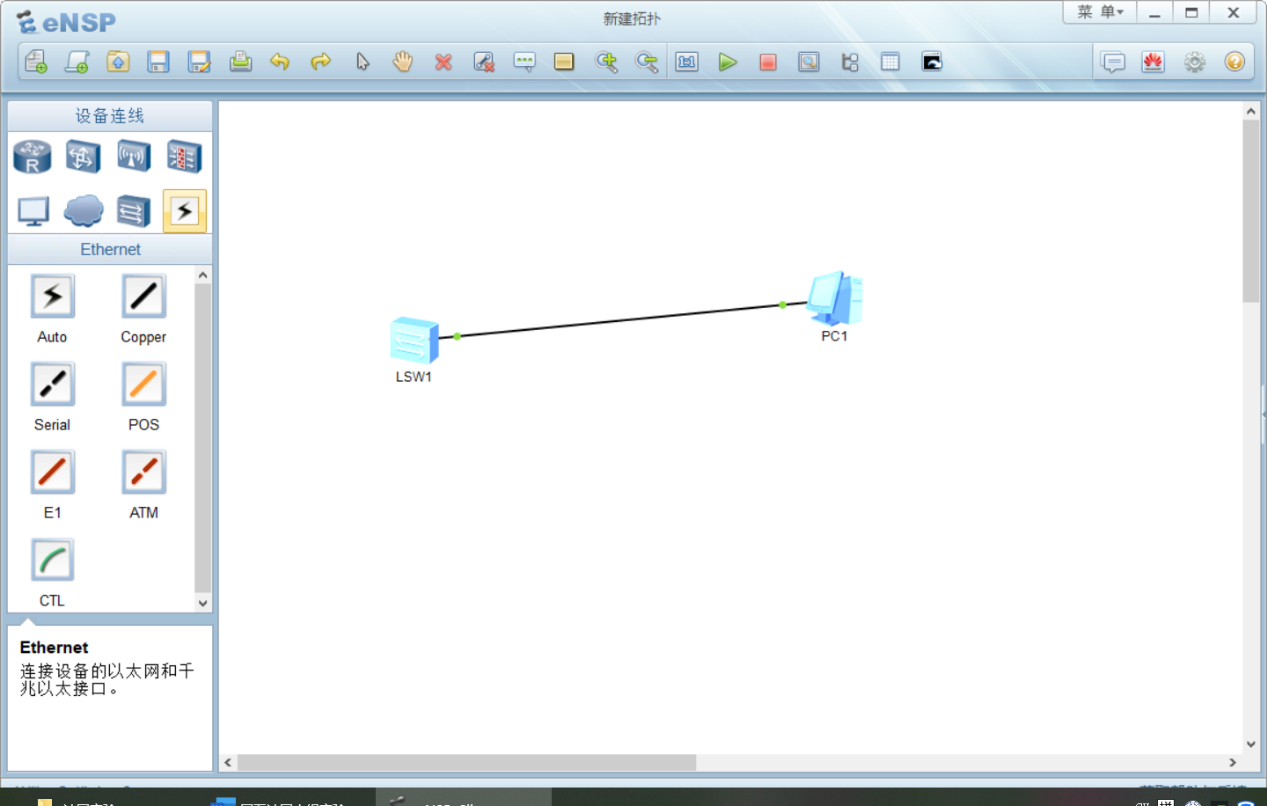 eNSP
新建拓扑
菜 单
设备连线
R
Ethernet
Auto
Copper
Serial
POS
E1
ATM
CTL
Ethernet
连接设备的以太网和千
兆以太接口。
LSW1
PC1